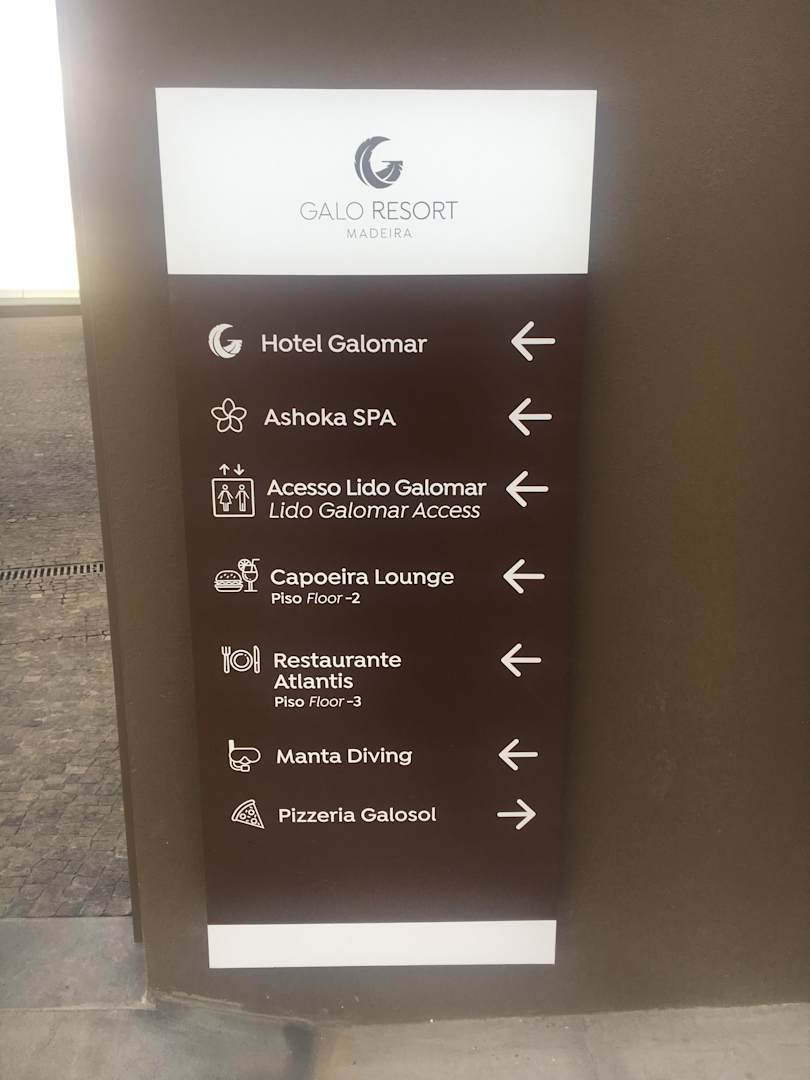 GALO RESORT
MADEIRA
Hotel Galomar
Ashoka SPA
Acesso Lido Galomar
Lido Galomar Access
Capoeira Lounge
Piso Floor -2
Restaurante
Atlantis
Piso Floor -3
Manta Diving
Pizzeria Galosol